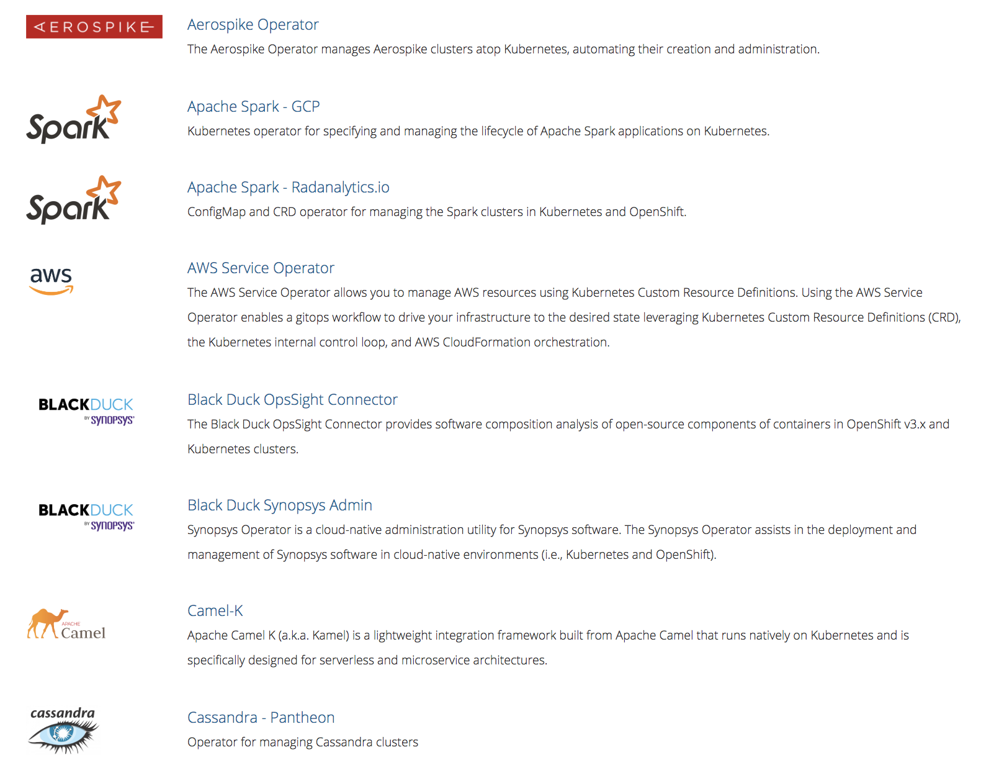 AEROSPIKE
Aerospike Operator
The Aerospike Operator manages Aerospike clusters atop Kubernetes, automating their creation and administration.
Spark
Apache Spark - GCP
Kubernetes operator for specifying and managing the lifecycle of Apache Spark applications on Kubernetes.
Spark
Apache Spark - Radanalytics.io
ConfigMap and CRD operator for managing the Spark clusters in Kubernetes and OpenShift.
aws
AWS Service Operator
The AWS Service Operator allows you to manage AWS resources using Kubernetes Custom Resource Definitions. Using the AWS Service
Operator enables a gitops workflow to drive your infrastructure to the desired state leveraging Kubernetes Custom Resource Definitions (CRD),
the Kubernetes internal control loop, and AWS CloudFormation orchestration.
BLACKDUCK
BY SYNOPSYS®
Black Duck OpsSight Connector
The Black Duck OpsSight Connector provides software composition analysis of open-source components of containers in OpenShift v3.x and
Kubernetes clusters.
BLACKDUCK
BY SYNOPSYS®
Black Duck Synopsys Admin
Synopsys Operator is a cloud-native administration utility for Synopsys software. The Synopsys Operator assists in the deployment and
management of Synopsys software in cloud-native environments (i.e., Kubernetes and OpenShift).
APACHE
Camel
Camel-K
Apache Camel K (a.k.a. Kamel) is a lightweight integration framework built from Apache Camel that runs natively on Kubernetes and is
specifically designed for serverless and microservice architectures.
cassandra
Cassandra - Pantheon
Operator for managing Cassandra clusters